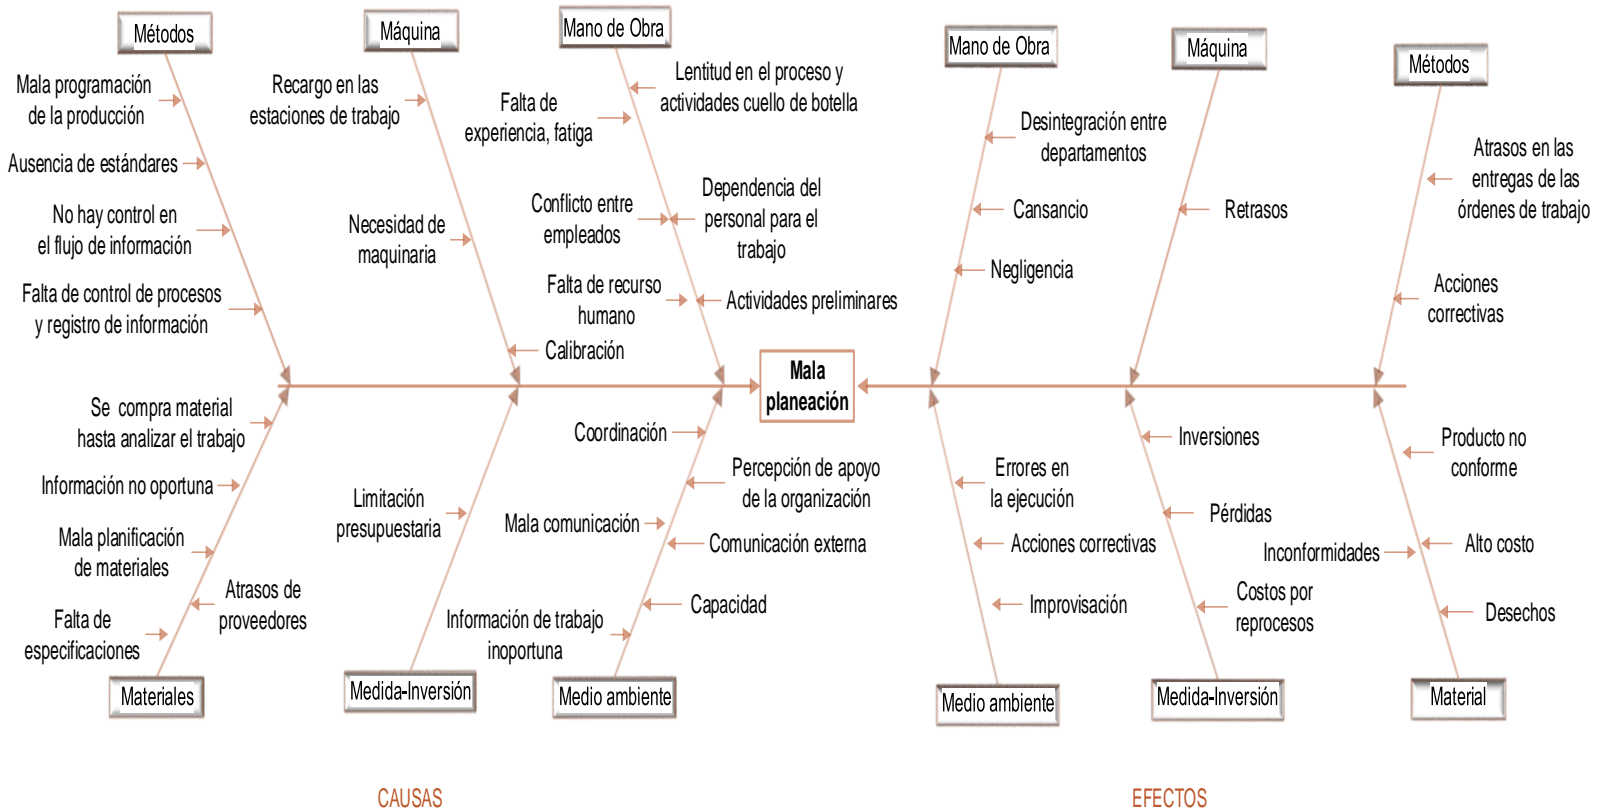 Métodos
Mala programación
de la producción
Ausencia de estándares
No hay control en
el flujo de información
Falta de control de procesos
y registro de información
Máquina
Recargo en las
estaciones de trabajo
Necesidad de
maquinaria
Calibración
Mano de Obra
Lentitud en el proceso y
actividades cuello de botella
Falta de
experiencia, fatiga
Dependencia del
personal para el
trabajo
Conflicto entre
empleados
Falta de recurso
humano
Actividades preliminares
Mano de Obra
Desintegración entre
departamentos
Cansancio
Negligencia
Máquina
Retrasos
Métodos
Atrasos en las
entregas de las
órdenes de trabajo
Acciones
correctivas
Mala
planeación
Se compra material
hasta analizar el trabajo
Información no oportuna
Mala planificación
de materiales
Atrasos de
proveedores
Falta de
especificaciones
Materiales
Limitación
presupuestaria
Medida-Inversión
Coordinación
Percepción de apoyo
de la organización
Mala comunicación
Comunicación externa
Capacidad
Información de trabajo
inoportuna
Medio ambiente
Errores en
la ejecución
Acciones correctivas
Improvisación
Medio ambiente
Inversiones
Pérdidas
Costos por
reprocesos
Medida-Inversión
Producto no
conforme
Inconformidades
Alto costo
Desechos
Material
CAUSAS
EFECTOS